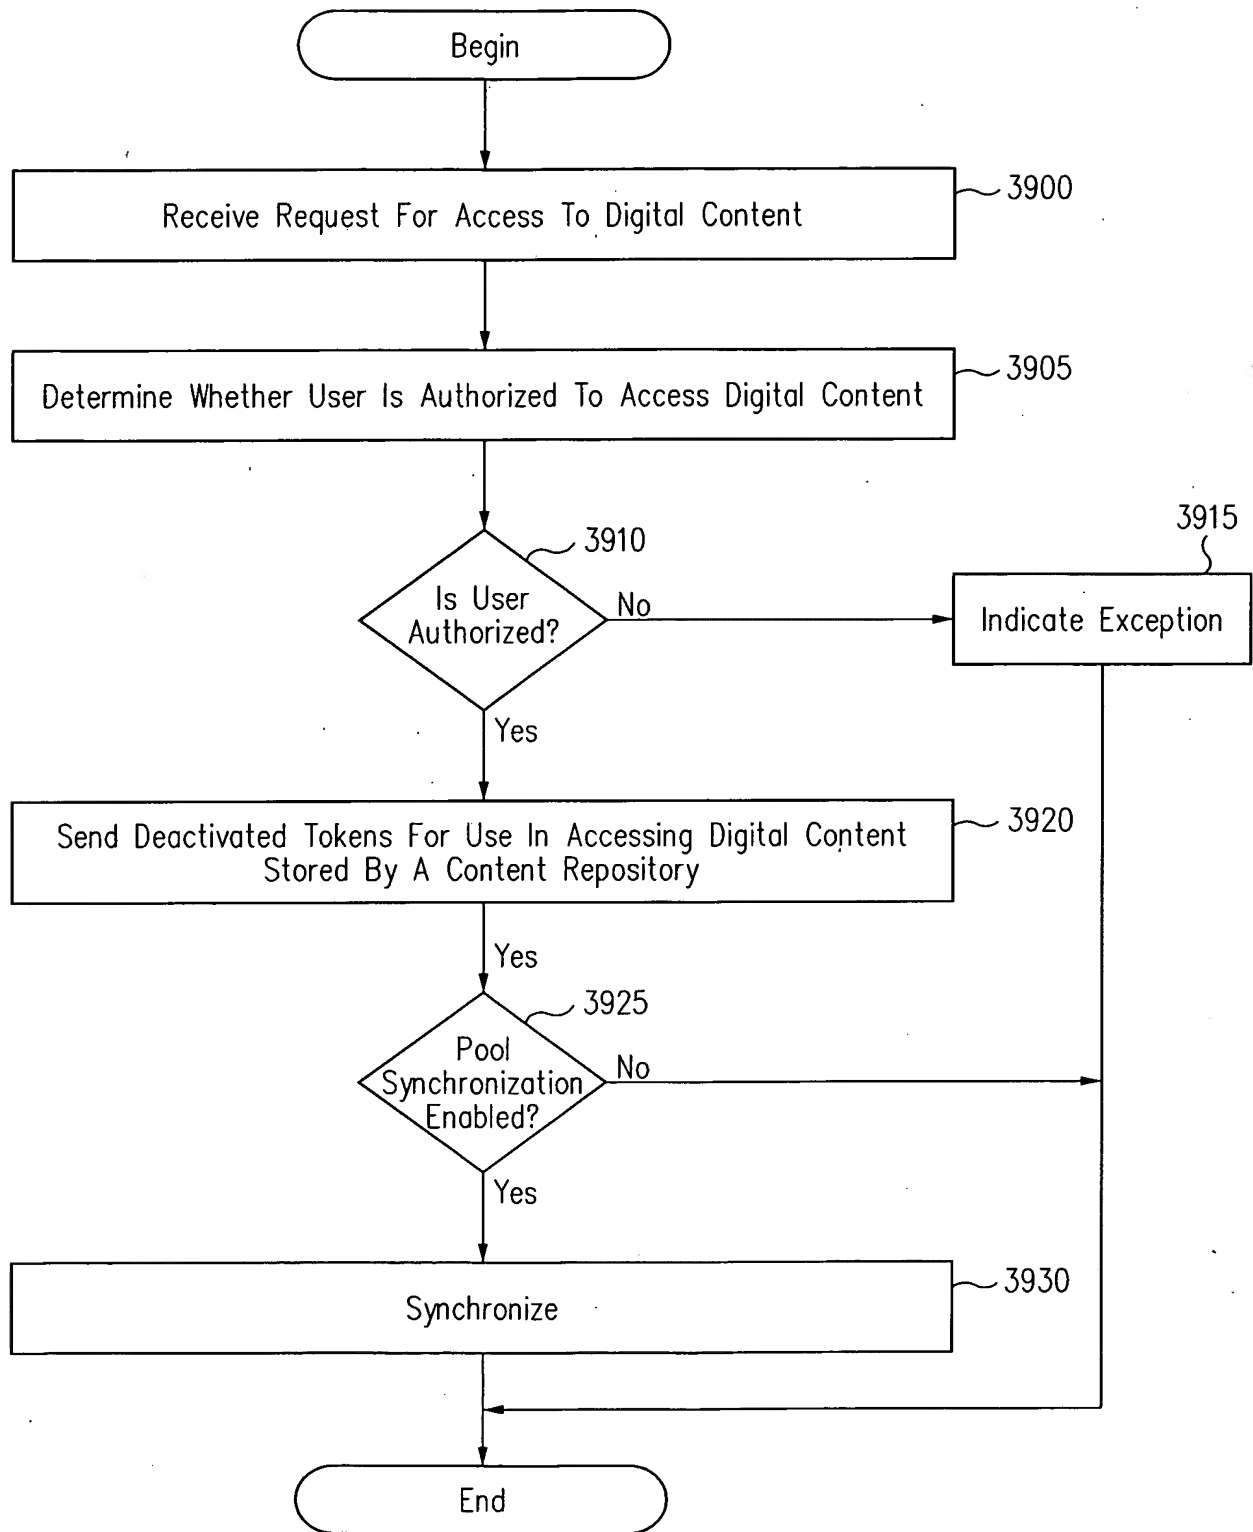 Begin
Receive Request For Access To Digital Content
3900
Determine Whether User Is Authorized To Access Digital Content
3905
3910
Is User
Authorized?
No
3915
Indicate Exception
Yes
Send Deactivated Tokens For Use In Accessing Digital Content
Stored By A Content Repository
3920
Yes
3925
Pool
Synchronization
Enabled?
No
Yes
Synchronize
3930
End